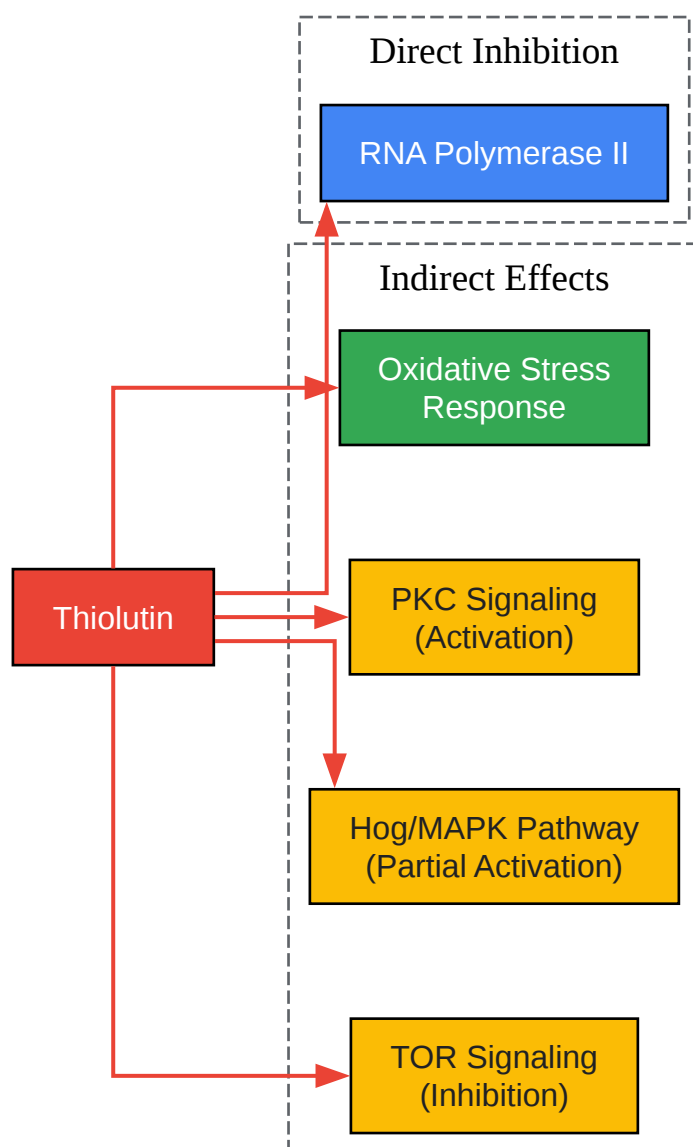 Direct Inhibition
RNA Polymerase II
Indirect Effects
Oxidative Stress
Response
Thiolutin
PKC Signaling
(Activation)
Hog/MAPK Pathway
(Partial Activation)
TOR Signaling
(Inhibition)